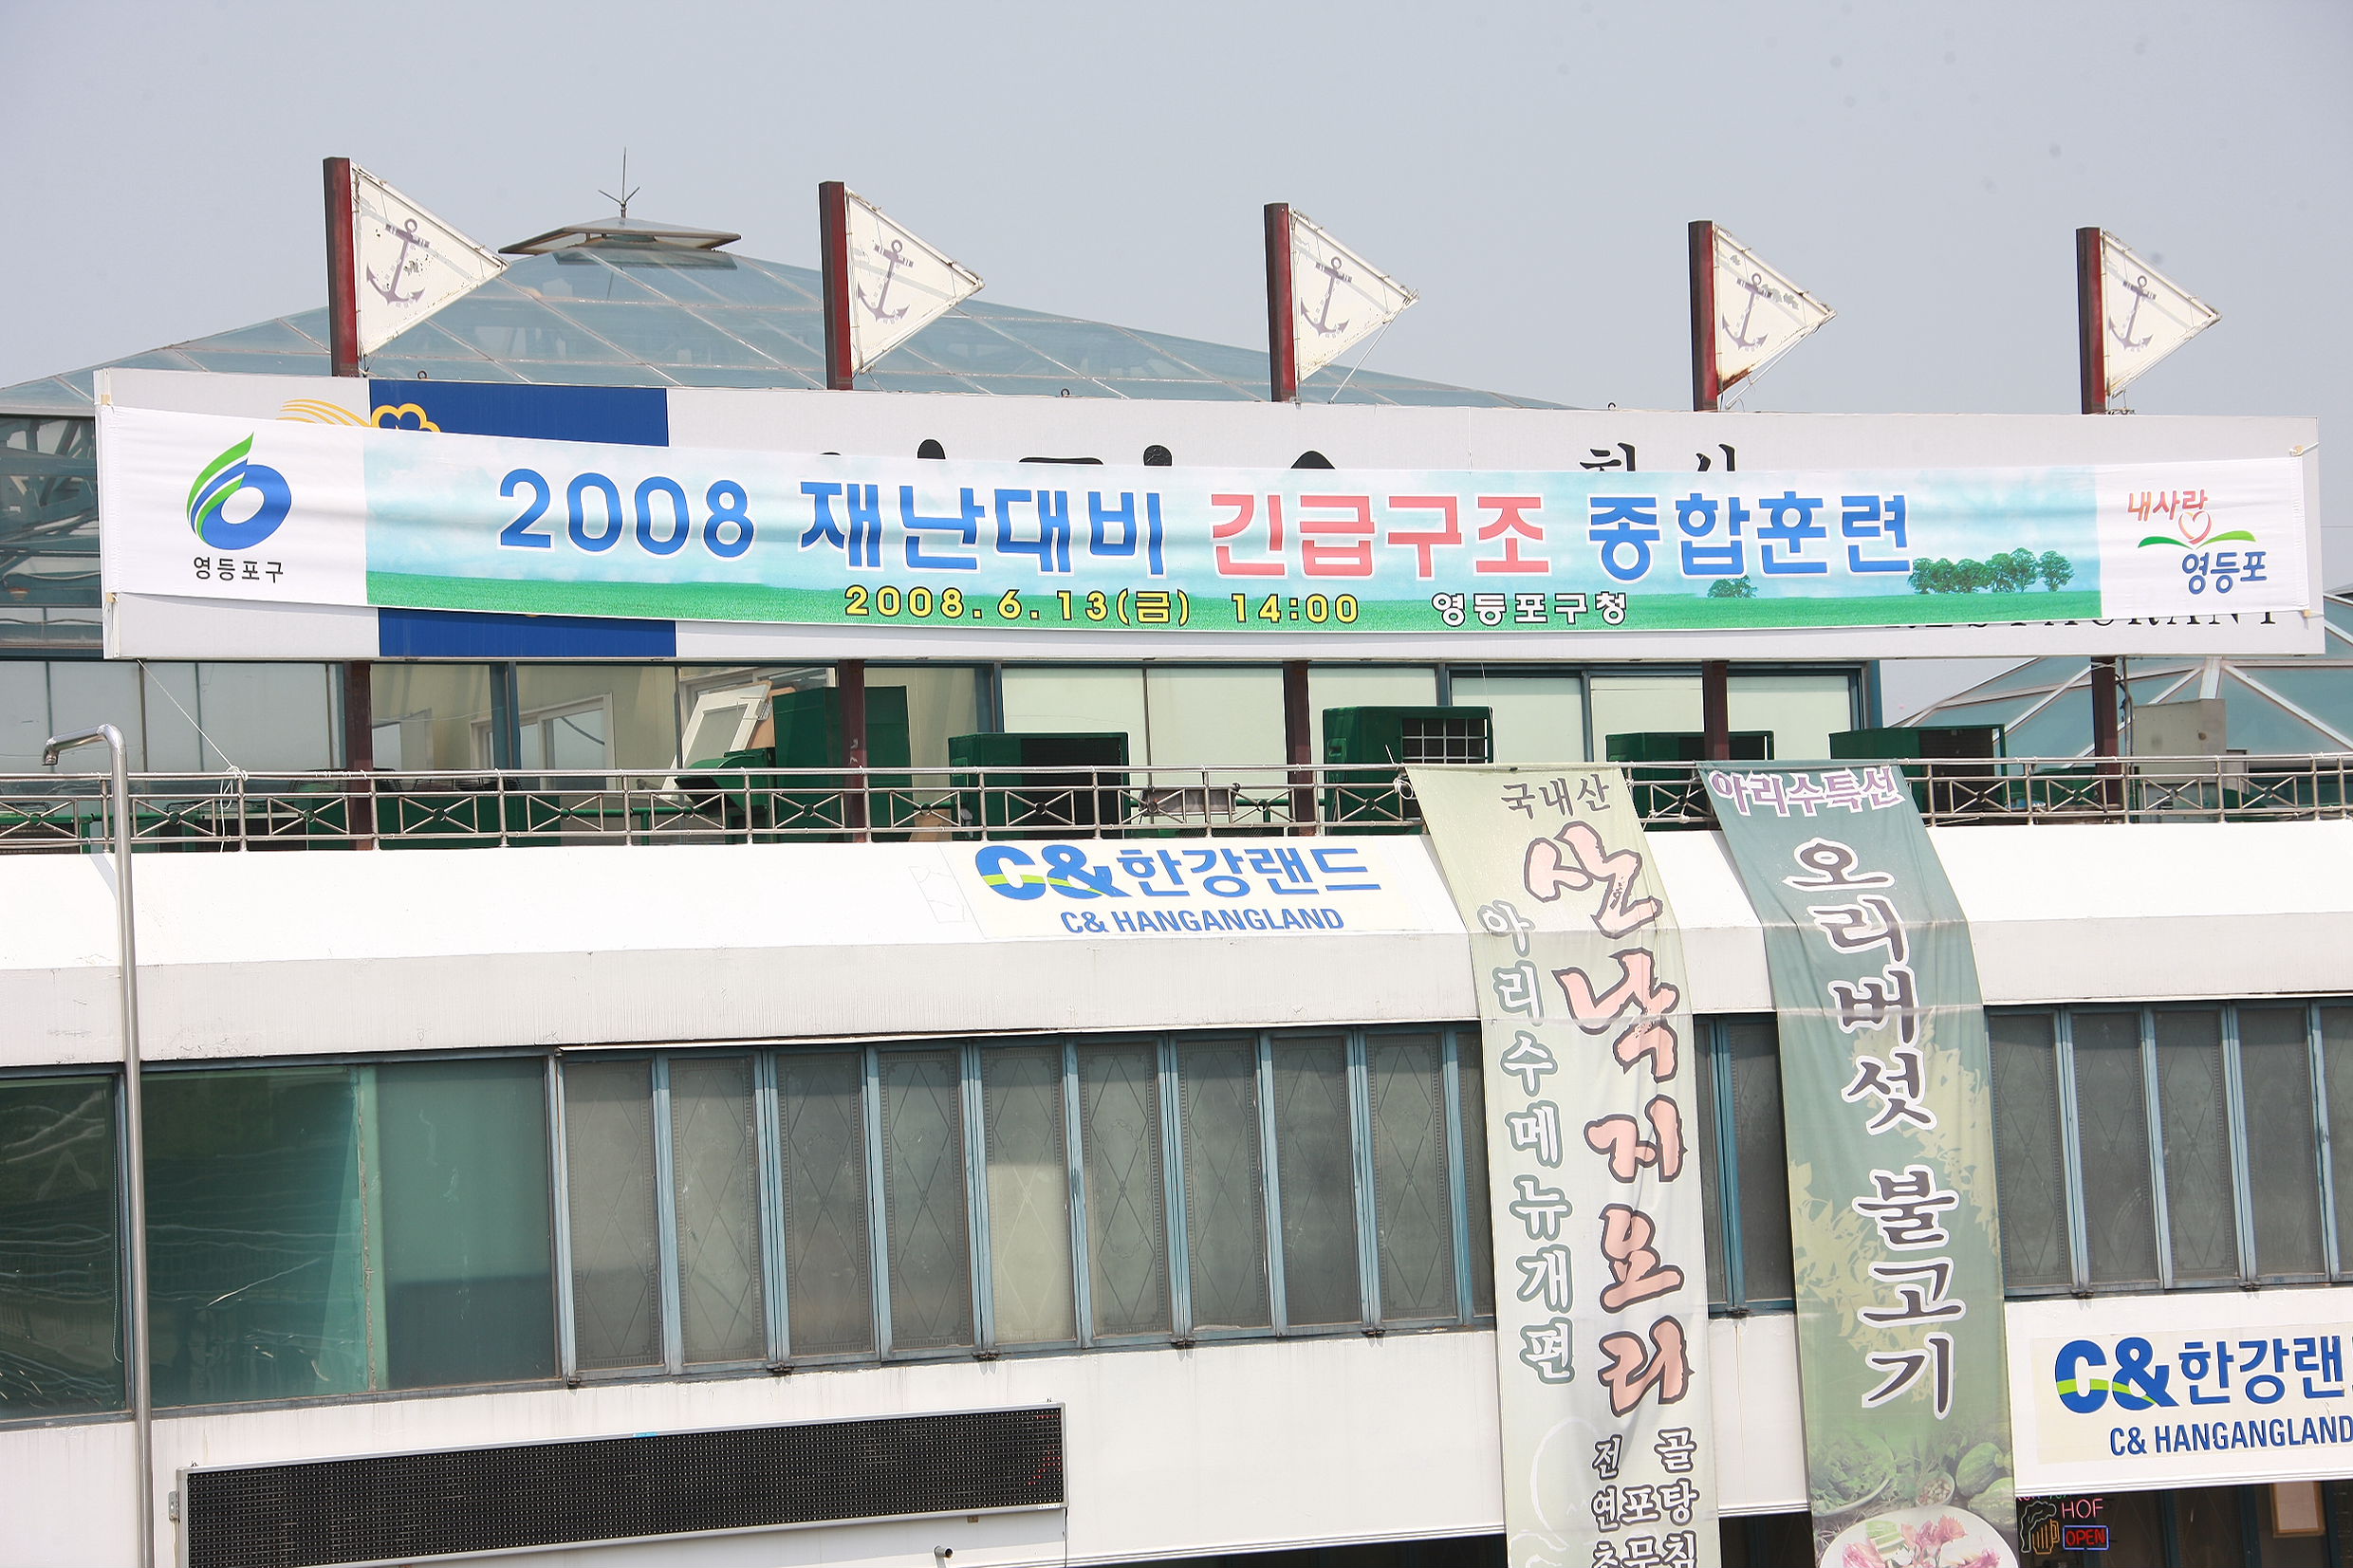 영등포구
2008 재난대비 긴급구조 종합훈련
2008.6.13(금) 14:00 영등포구청
내사랑
영등포
RESTAURANT
C&한강랜드
C& HANGANGLAND
국내산
산낙지요리
아리수메뉴개편
전골
연포탕
초무침
아리수특선
오리버섯 불고기
C&한강랜
C& HANGANGLAND
HOF
OPEN